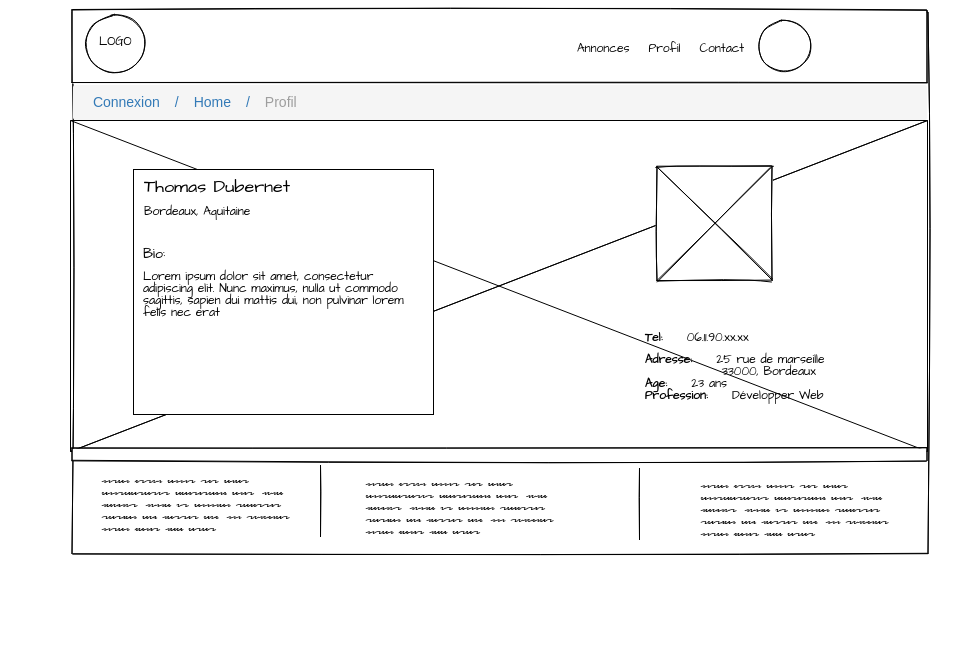 LOGO
Annonces Profil Contact
Connexion / Home / Profil
Thomas Dubernet
Bordeaux, Aquitaine
Bio:
Lorem ipsum dolor sit amet, consectetur
adipiscing elit. Nunc maximus, nulla ut commodo
sagittis, sapien dui mattis dui, non pulvinar lorem
felis nec erat
Tel: 06.11.90.xx.xx
Adresse: 25 rue de marseille
33000, Bordeaux
Age: 23 ans
Profession: Développer Web